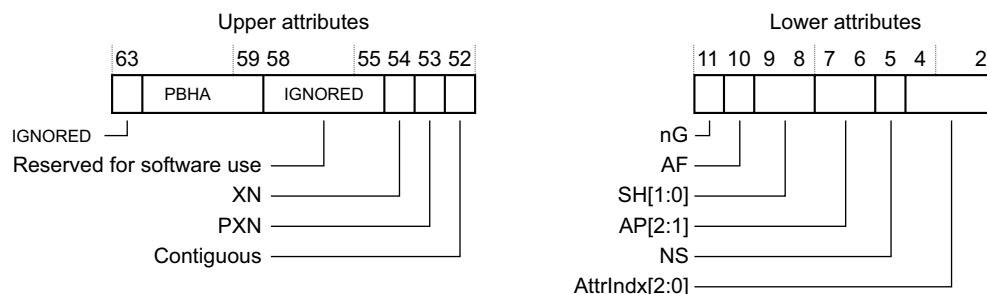 Upper attributes
Lower attributes
63 59 58 55 54 53 52
11 10 9 8 7 6 5 4 2
PBHA IGNORED
IGNORED
Reserved for software use
XN
PXN
Contiguous
nG
AF
SH[1:0]
AP[2:1]
NS
AttrIndx[2:0]